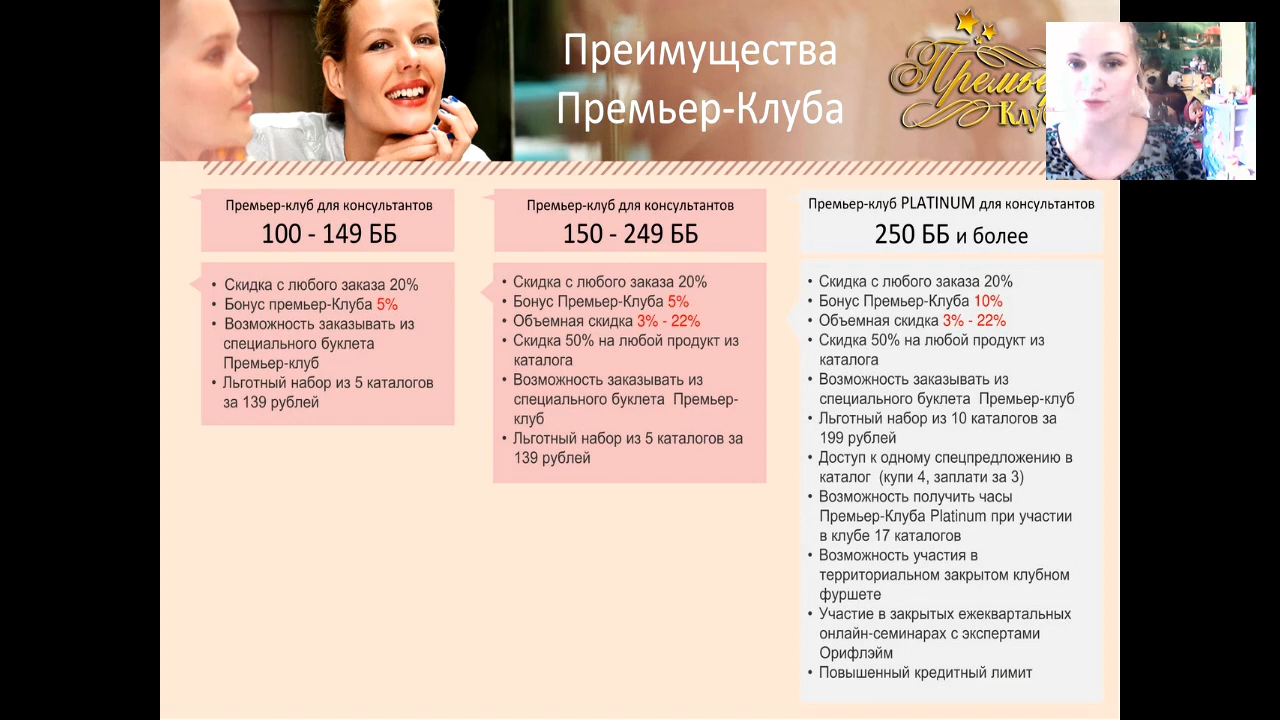 Преимущества
Премьер-Клуба
Премьер
Клу
Премьер-клуб для консультантов
100 - 149 ББ
• Скидка с любого заказа 20%
• Бонус премьер-Клуба 5%
• Возможность заказывать из
специального буклета
Премьер-клуб
• Льготный набор из 5 каталогов
за 139 рублей
Премьер-клуб для консультантов
150 - 249 ББ
• Скидка с любого заказа 20%
• Бонус Премьер-Клуба 5%
• Объемная скидка 3% - 22%
• Скидка 50% на любой продукт из
каталога
• Возможность заказывать из
специального буклета Премьер-
клуб
• Льготный набор из 5 каталогов за
139 рублей
Премьер-клуб PLATINUM для консультантов
250 ББ и более
• Скидка с любого заказа 20%
• Бонус Премьер-Клуба 10%
• Объемная скидка 3% - 22%
• Скидка 50% на любой продукт из
каталога
• Возможность заказывать из
специального буклета Премьер-клуб
• Льготный набор из 10 каталогов за
199 рублей
• Доступ к одному спецпредложению в
каталог (купи 4, заплати за 3)
• Возможность получить часы
Премьер-Клуба Platinum при участии
в клубе 17 каталогов
• Возможность участия в
территориальном закрытом клубном
фуршете
• Участие в закрытых ежеквартальных
онлайн-семинарах с экспертами
Орифлэйм
• Повышенный кредитный лимит